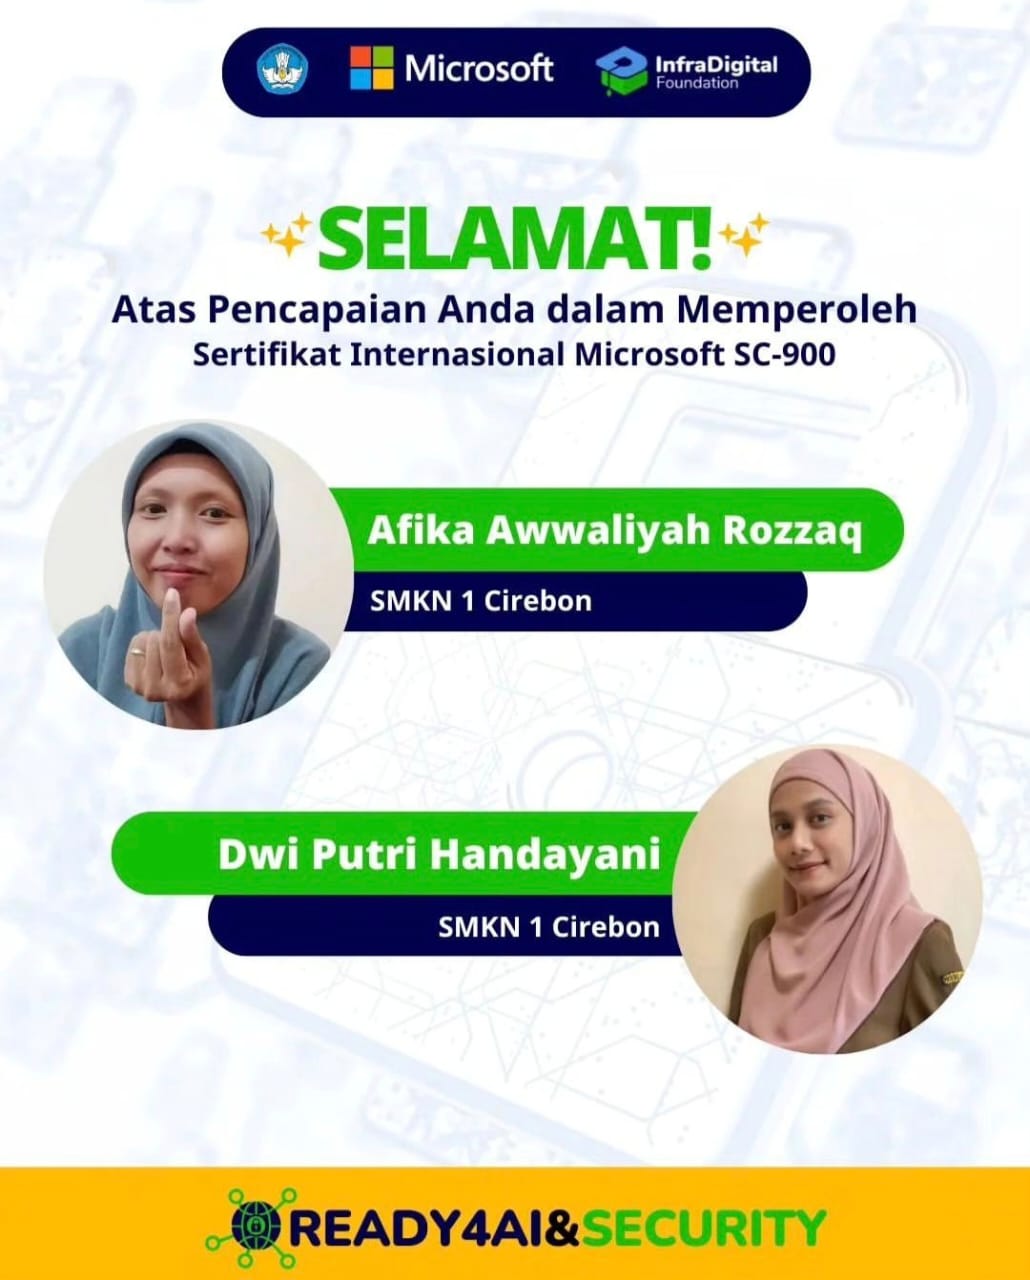 Microsoft
InfraDigital
Foundation
SELAMAT!
Atas Pencapaian Anda dalam Memperoleh
Sertifikat Internasional Microsoft SC-900
Afika Awwaliyah Rozzaq
SMKN 1 Cirebon
Dwi Putri Handayani
SMKN 1 Cirebon
READY4AI&SECURITY